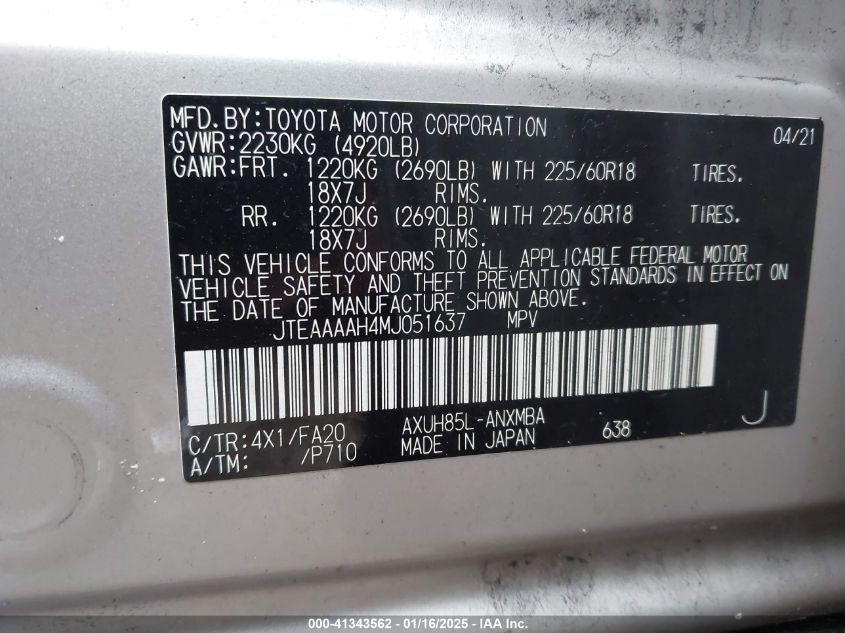 MFD.BY:TOYOTA MOTOR CORPORATION 04/21
GVWR:2230KG (4920LB)
GAWR:FRT. 1220KG (2690LB) WITH 225/60R18 TIRES.
18X7J RIMS.
RR. 1220KG (2690LB) WITH 225/60R18 TIRES.
18X7J RIMS.
THIS VEHICLE CONFORMS TO ALL APPLICABLE FEDERAL MOTOR
VEHICLE SAFETY AND THEFT PREVENTION STANDARDS IN EFFECT ON
THE DATE OF MANUFACTURE SHOWN ABOVE.
JTEAAAAH4MJ051637 MPV
C/TR:4X1/FA20 AXUH85L-ANXMBA 638 J
A/TM: /P710 MADE IN JAPAN
000-41343562 - 01/16/2025 - IAA Inc.